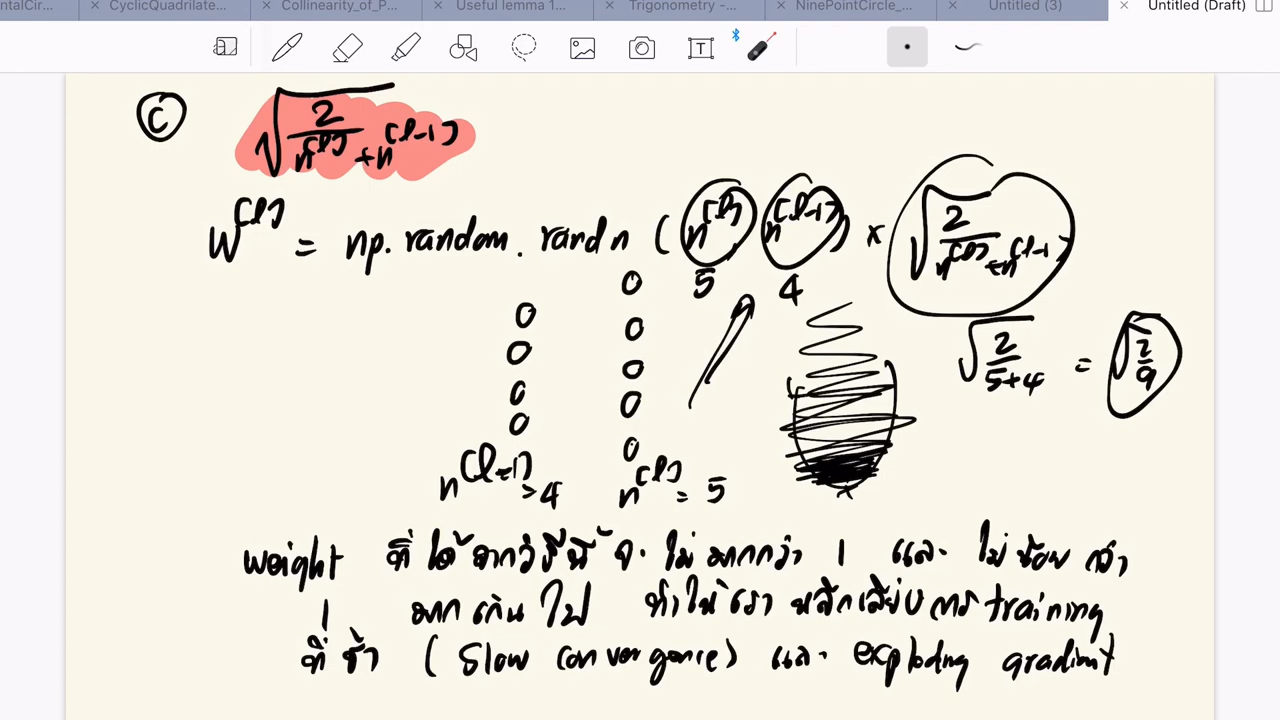 CyclicQuadrilate...
Collinearity_of_P...
Useful lemma 1...
Trigonometry -...
NinePointCircle_...
Untitled (3)
Untitled (Draft)
T
C √(2/(n^[l] + n^[l-1]))
W^[l] = np.random.randn (n^[l] n^[l-1]) × √(2/(n^[l] + n^[l-1]))
5 4
√(2/(5+4)) = √(2/9)
n^[l-1] = 4 n^[l] = 5
weight ที่ได้จากวิธีนี้ จะ ไม่มากกว่า 1 และ ไม่น้อยกว่า
1 มากเกินไป ทำให้เราหลีกเลี่ยงการ training
ที่ช้า (Slow convergence) และ exploding gradient